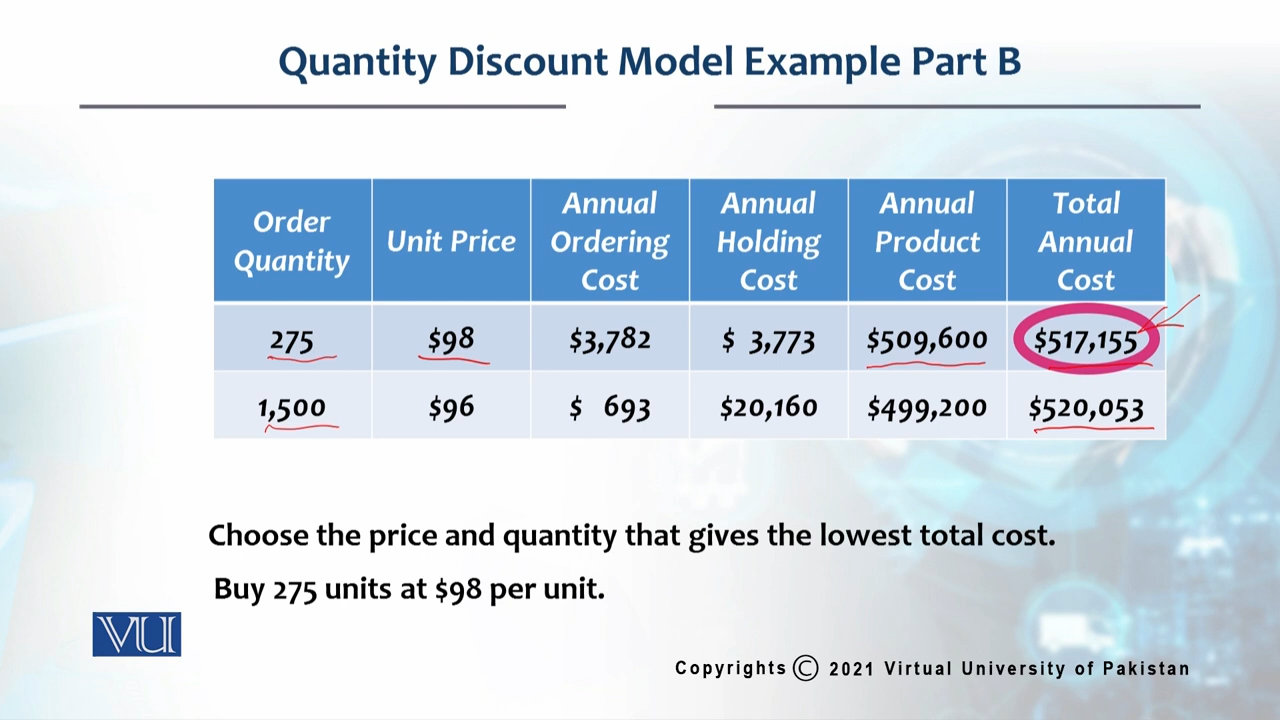 Quantity Discount Model Example Part B
Order Quantity | Unit Price | Annual Ordering Cost | Annual Holding Cost | Annual Product Cost | Total Annual Cost
275 | $98 | $3,782 | $ 3,773 | $509,600 | $517,155
1,500 | $96 | $ 693 | $20,160 | $499,200 | $520,053
Choose the price and quantity that gives the lowest total cost.
Buy 275 units at $98 per unit.
VU
Copyrights © 2021 Virtual University of Pakistan